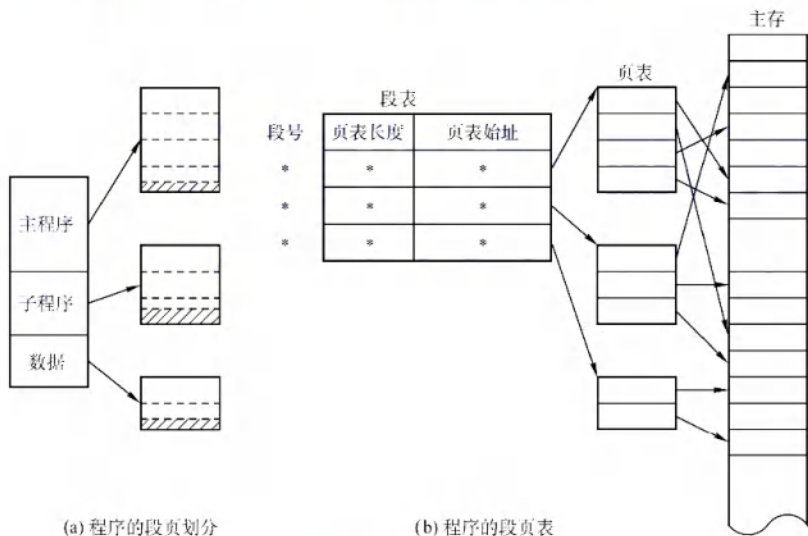 主存
页表
段表
段号 页表长度 页表始址
* * *
* * *
* * *
主程序
子程序
数据
(a) 程序的段页划分
(b) 程序的段页表